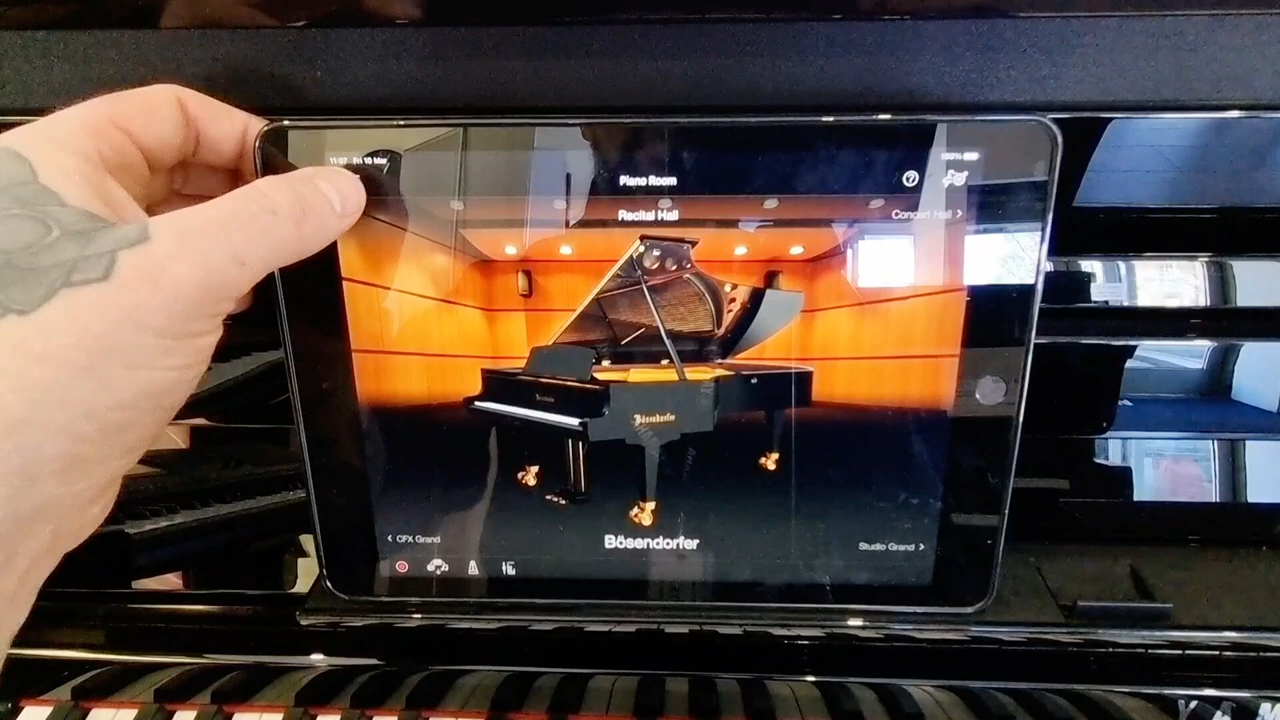 11:07 Fri 10 Mar
100%
Piano Room
Recital Hall
Concert Hall >
Bösendorfer
< CFX Grand
Bösendorfer
Studio Grand >